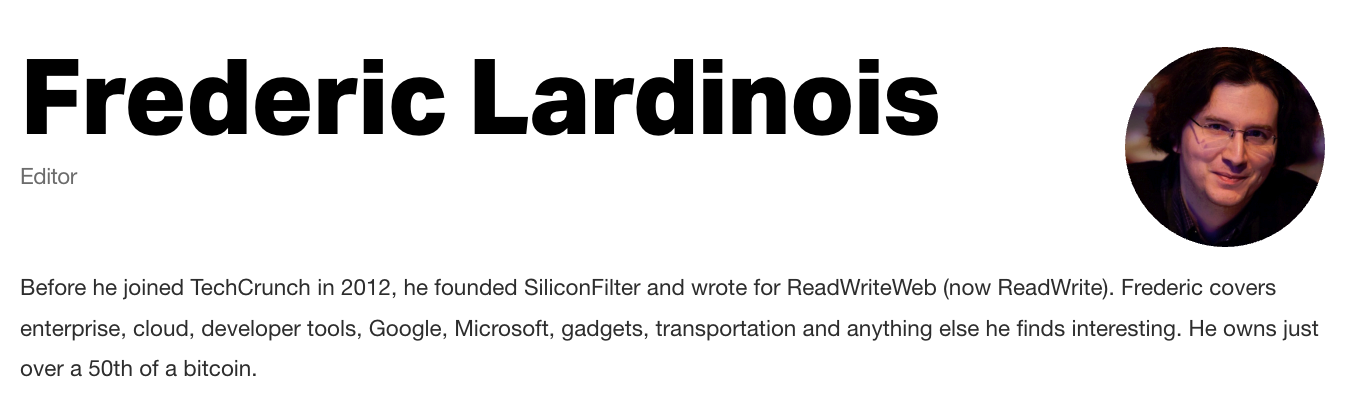 Frederic Lardinois
Editor
Before he joined TechCrunch in 2012, he founded SiliconFilter and wrote for ReadWriteWeb (now ReadWrite). Frederic covers
enterprise, cloud, developer tools, Google, Microsoft, gadgets, transportation and anything else he finds interesting. He owns just
over a 50th of a bitcoin.